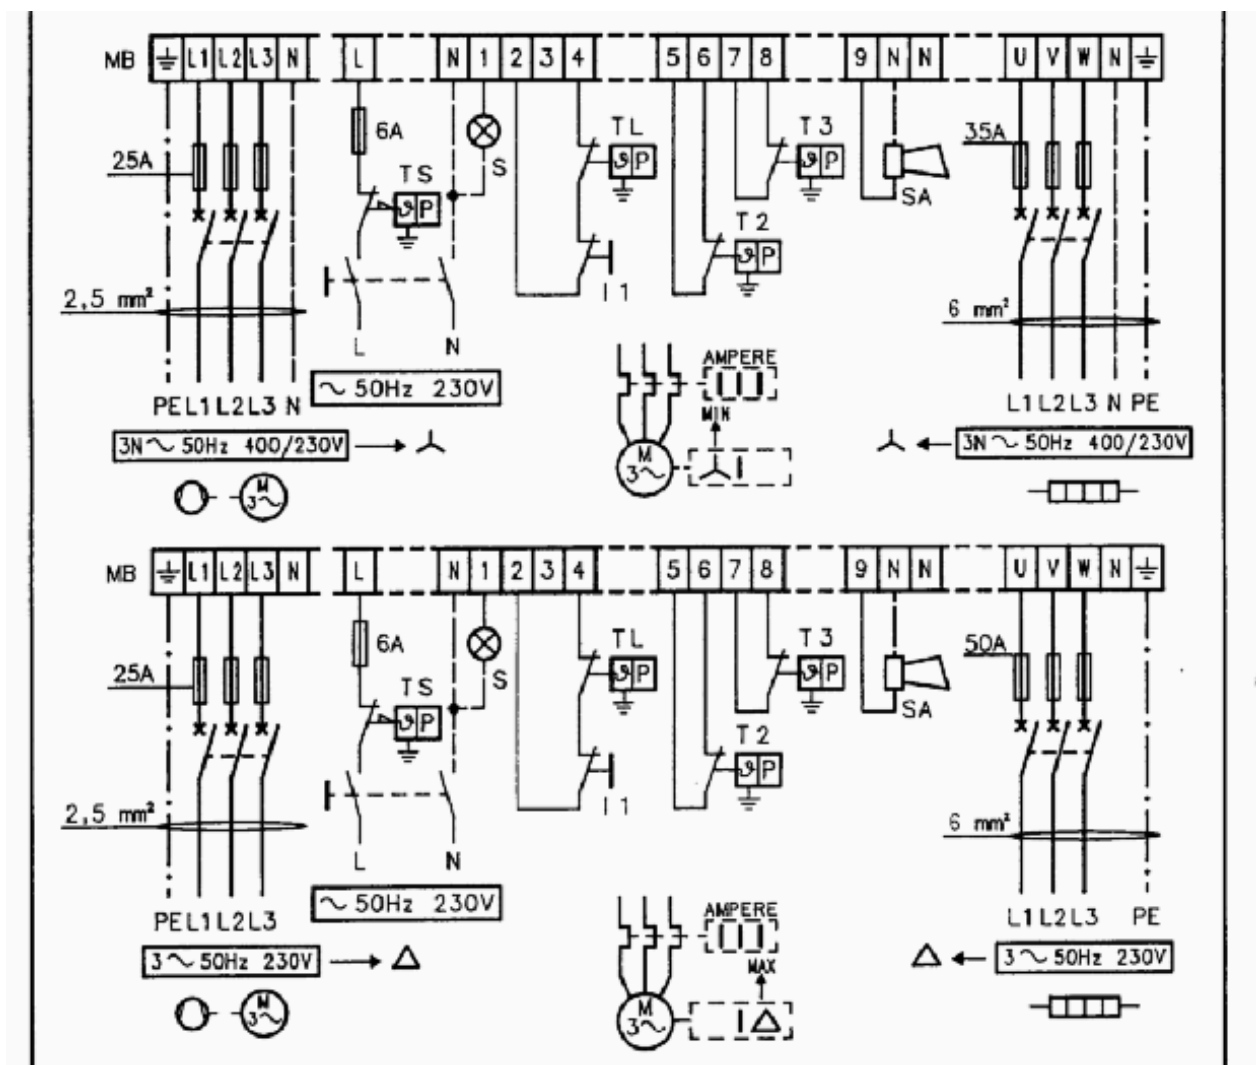 MB L1 L2 L3 N L N 1 2 3 4 5 6 7 8 9 N N U V W N
6A TL T3 35A
25A TS S ϑ P ϑ P SA
ϑ P T2
ϑ P
2,5 mm² I1 6 mm²
L N AMPERE
∼ 50Hz 230V
PE L1 L2 L3 N MIN L1 L2 L3 N PE
3N ∼ 50Hz 400/230V M 3∼ 3N ∼ 50Hz 400/230V
M 3∼
MB L1 L2 L3 N L N 1 2 3 4 5 6 7 8 9 N N U V W N
6A TL T3 50A
25A TS S ϑ P ϑ P SA
ϑ P T2
ϑ P
2,5 mm² I1 6 mm²
L N
∼ 50Hz 230V AMPERE
PE L1 L2 L3 L1 L2 L3 PE
3 ∼ 50Hz 230V MAX 3 ∼ 50Hz 230V
M 3∼ M 3∼